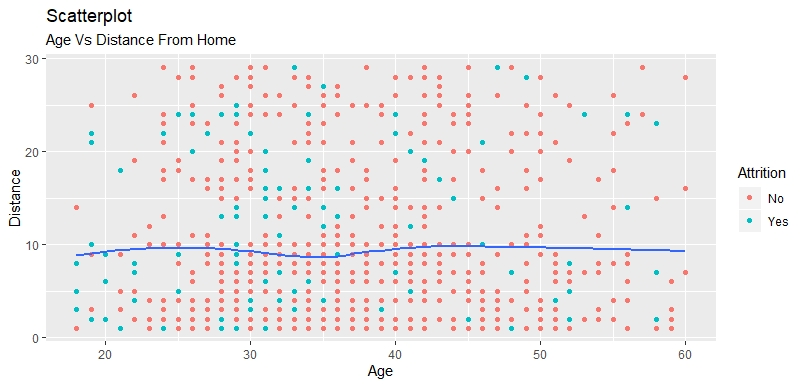 Scatterplot
Age Vs Distance From Home
30
20
10
0
Distance
20 30 40 50 60
Age
Attrition
No
Yes